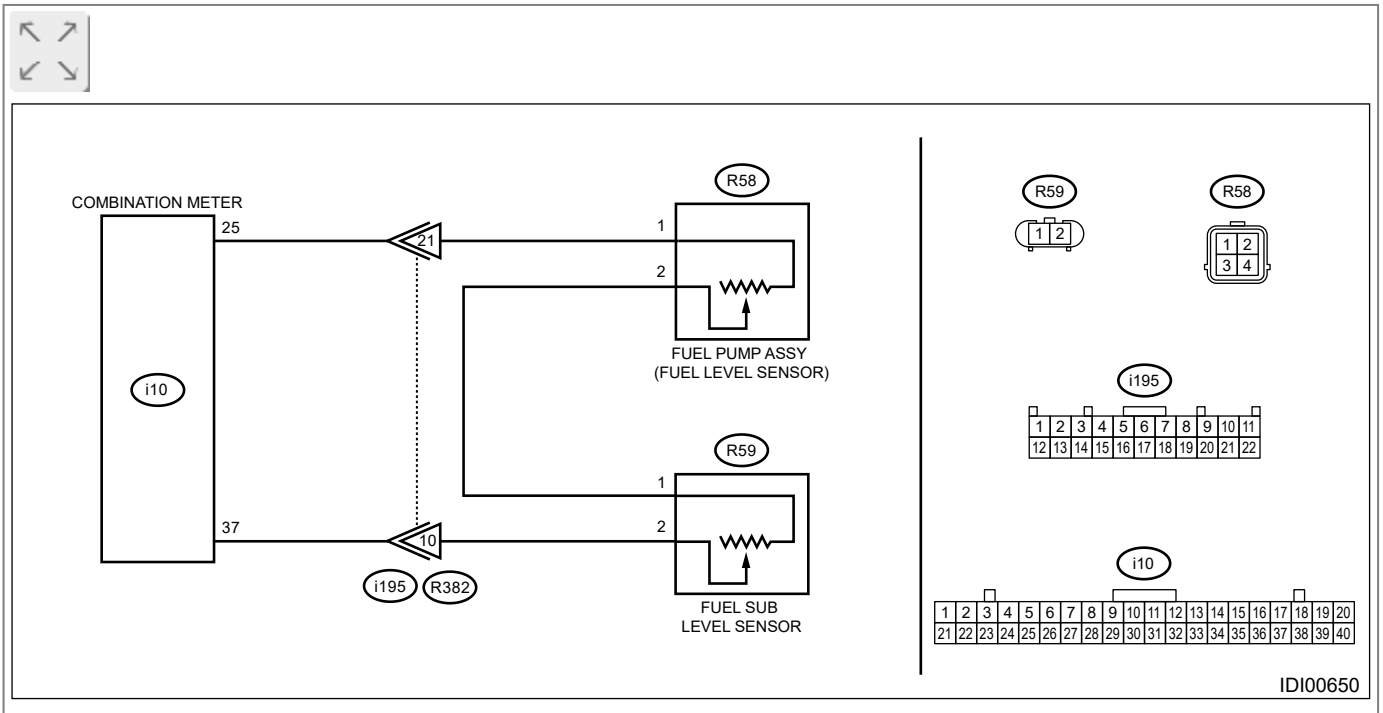 COMBINATION METER
25
37
i10
21
10
i195
R382
R58
1
2
FUEL PUMP ASSY
(FUEL LEVEL SENSOR)
R59
1
2
FUEL SUB
LEVEL SENSOR
R59
1 2
R58
1 2
3 4
i195
1 2 3 4 5 6 7 8 9 10 11
12 13 14 15 16 17 18 19 20 21 22
i10
1 2 3 4 5 6 7 8 9 10 11 12 13 14 15 16 17 18 19 20
21 22 23 24 25 26 27 28 29 30 31 32 33 34 35 36 37 38 39 40
IDI00650